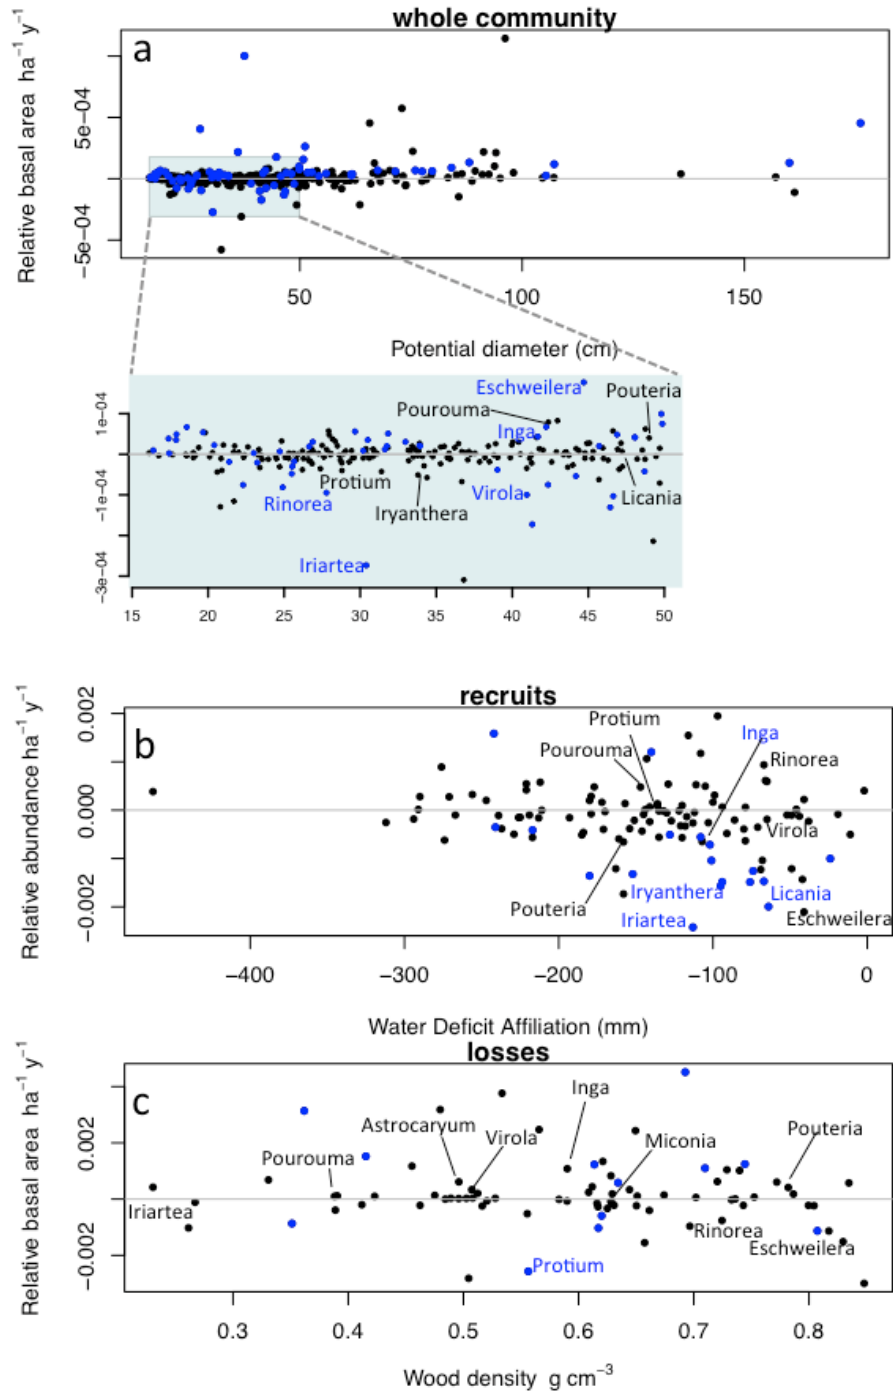 whole community
a
Relative basal area ha−1 y−1
5e−04
−5e−04
50 100 150
Potential diameter (cm)
Eschweilera
Pouteria
Pourouma
Inga
1e−04
−1e−04
−3e−04
Protium
Rinorea
Iryanthera
Virola
Licania
Iriartea
15 20 25 30 35 40 45 50
recruits
b
Relative abundance ha−1 y−1
0.002
0.000
−0.002
Protium
Inga
Pourouma
Rinorea
Virola
Pouteria
Iryanthera
Licania
Iriartea
Eschweilera
−400 −300 −200 −100 0
Water Deficit Affiliation (mm)
losses
c
Relative basal area ha−1 y−1
0.002
−0.002
Inga
Astrocaryum
Virola
Miconia
Pouteria
Pourouma
Iriartea
Rinorea
Eschweilera
Protium
0.3 0.4 0.5 0.6 0.7 0.8
Wood density g cm−3